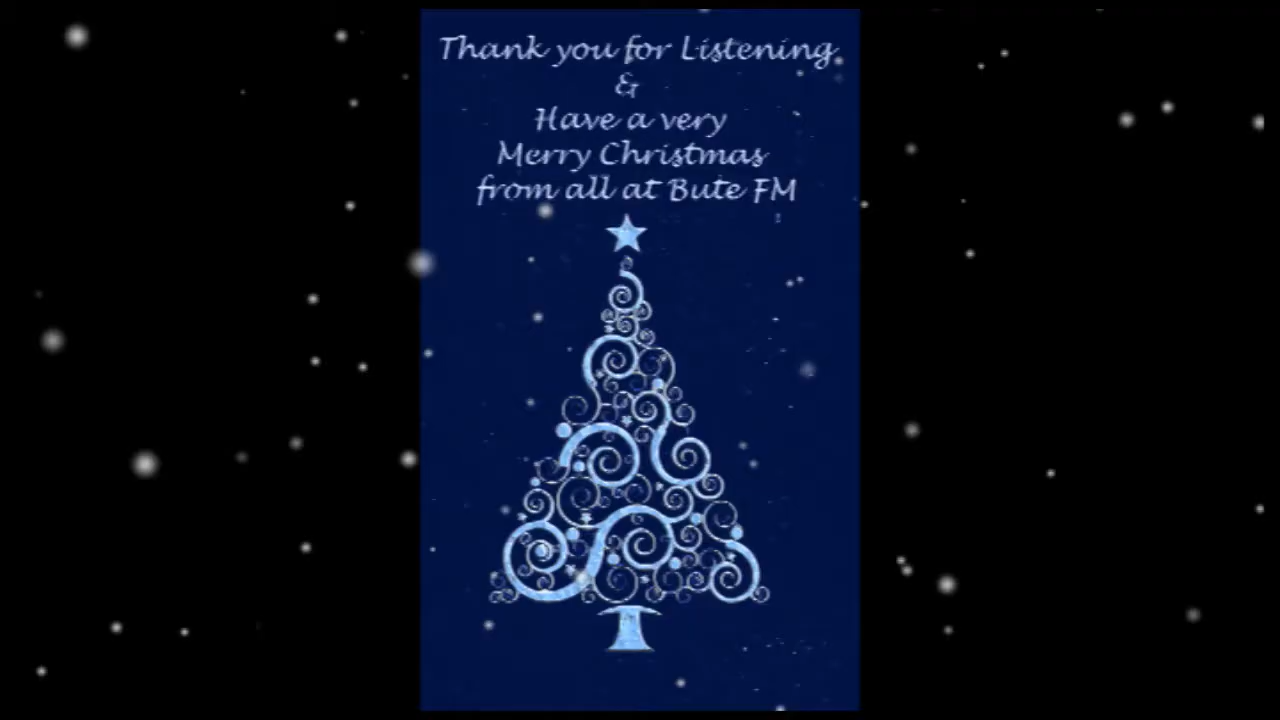 Thank you for Listening
&
Have a very
Merry Christmas
from all at Bute FM